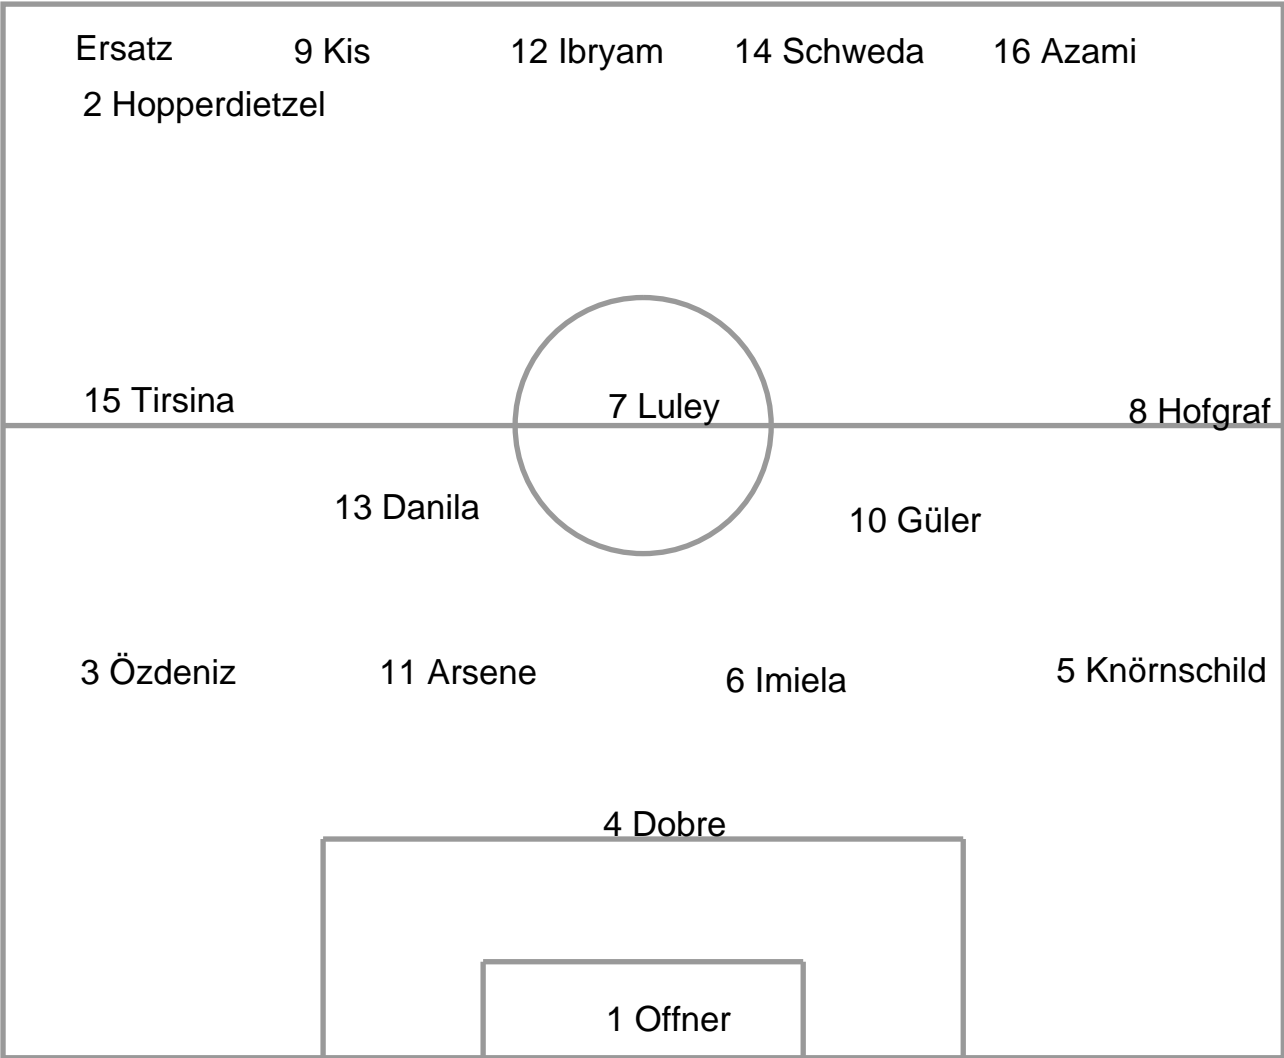 Ersatz 9 Kis 12 Ibryam 14 Schweda 16 Azami
2 Hopperdietzel
15 Tirsina 7 Luley 8 Hofgraf
13 Danila 10 Güler
3 Özdeniz 11 Arsene 6 Imiela 5 Knörnschild
4 Dobre
1 Offner